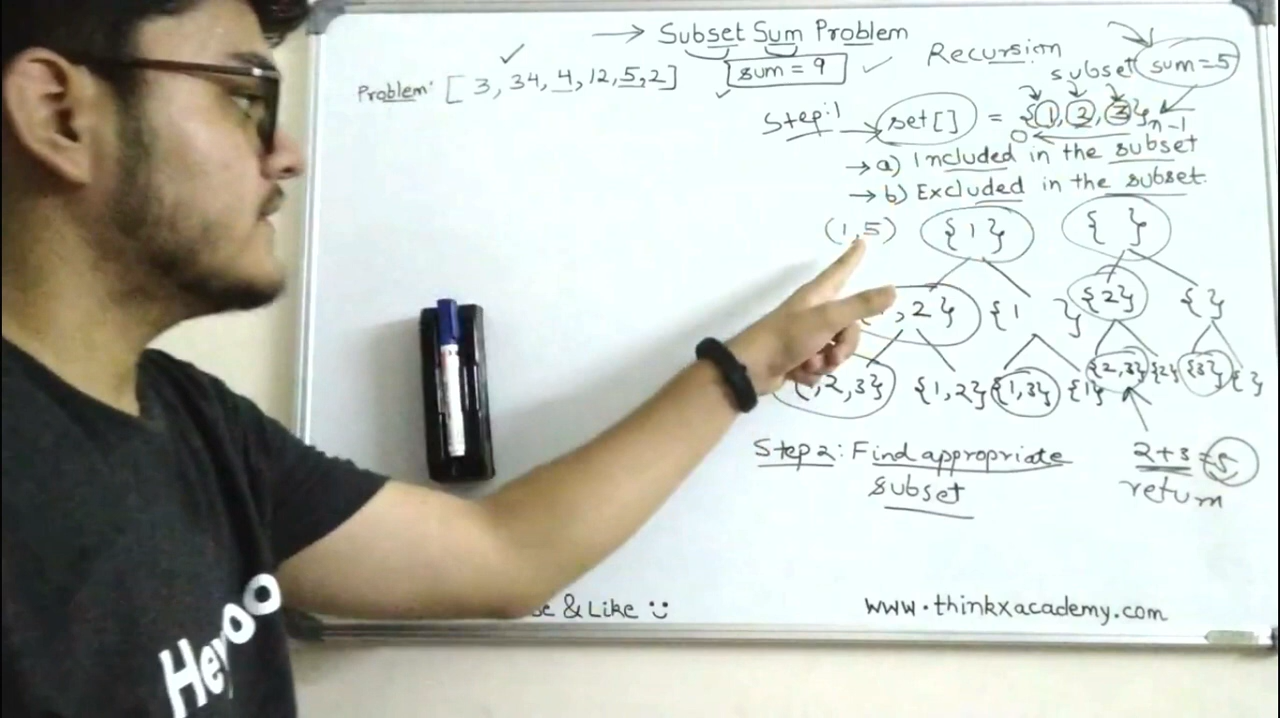 → Subset Sum Problem
Problem: [ 3, 34, 4, 12, 5, 2 ]
sum = 9
Recursion
subset
sum=5
Step:1
set[] = {1, 2, 3}
0
n-1
→ a) Included in the subset
→ b) Excluded in the subset.
(1,5) {1} { }
,2} {1 } {2} { }
,2,3} {1,2} {1,3} {1} {2,3} {2} {3} { }
Step 2: Find appropriate
subset
2+3 =5
return
& Like
www.thinkxacademy.com
Heyoo